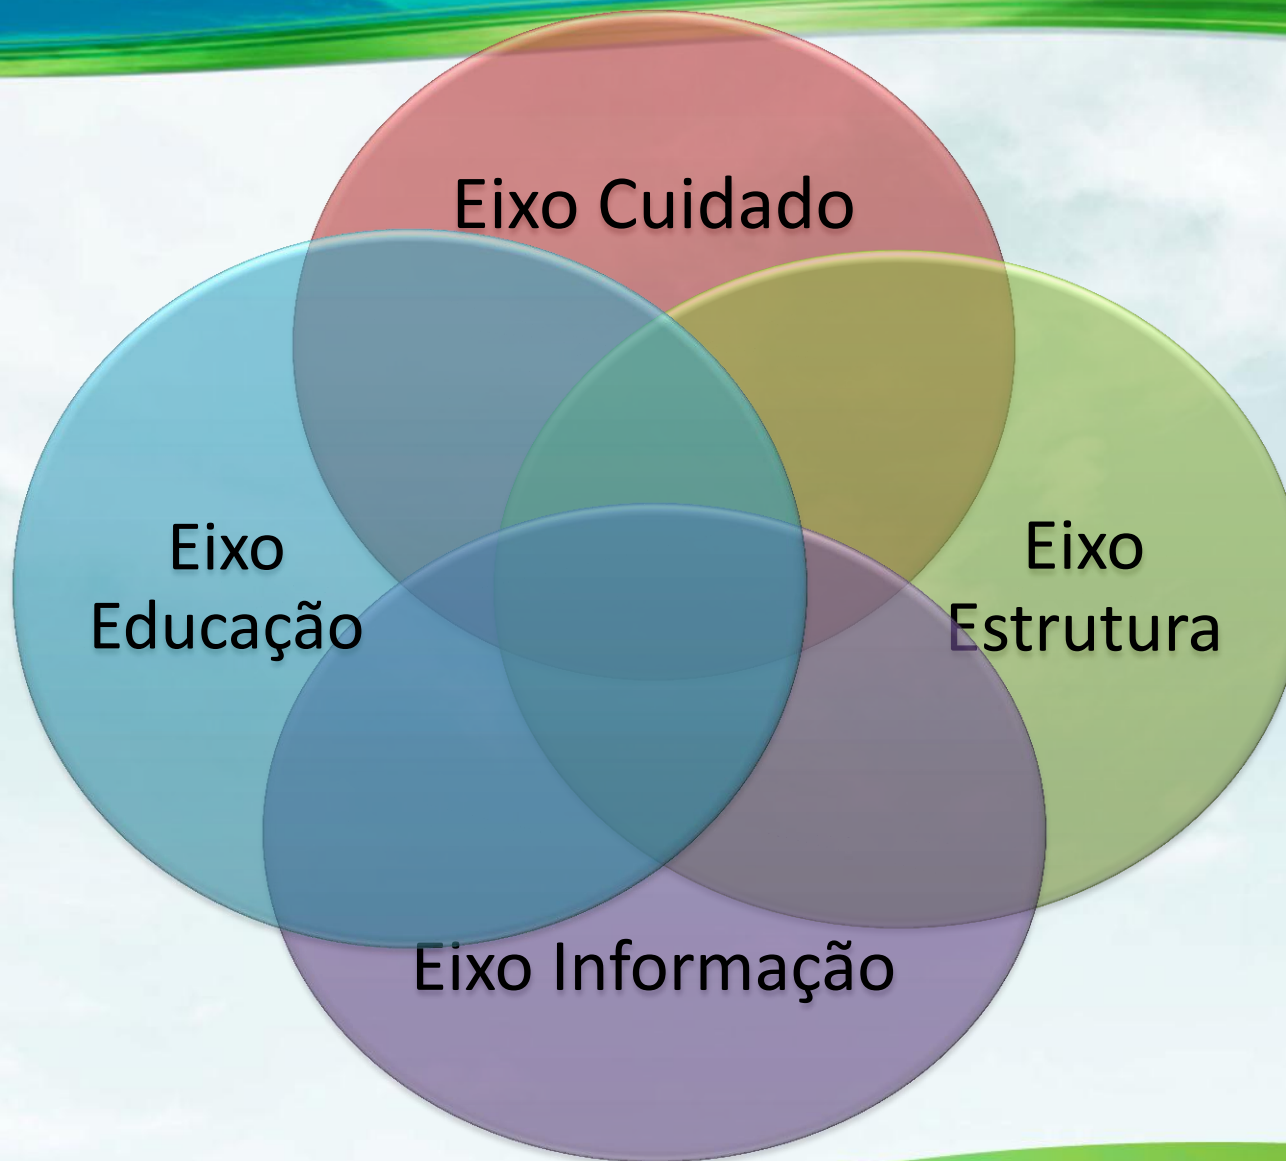 Eixo Cuidado
Eixo
Educação
Eixo
Estrutura
Eixo Informação